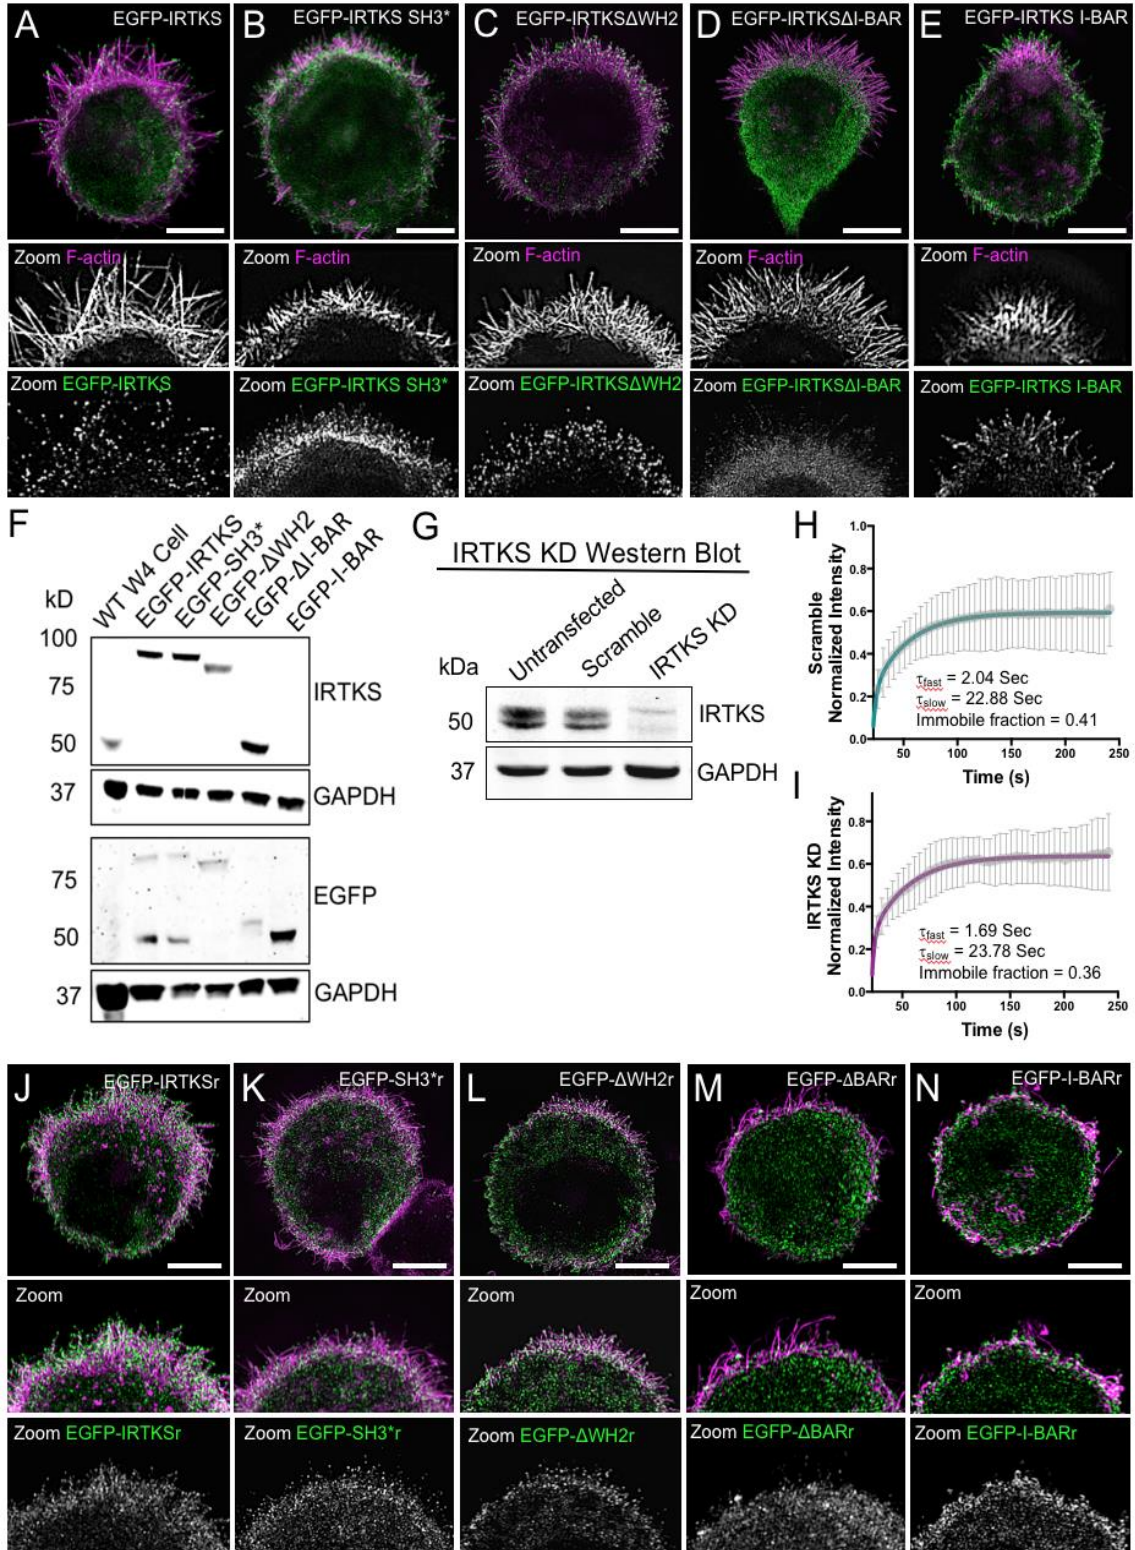 A EGFP-IRTKS
B EGFP-IRTKS SH3*
C EGFP-IRTKSΔWH2
D EGFP-IRTKSΔI-BAR
E EGFP-IRTKS I-BAR
Zoom F-actin
Zoom F-actin
Zoom F-actin
Zoom F-actin
Zoom F-actin
Zoom EGFP-IRTKS
Zoom EGFP-IRTKS SH3*
Zoom EGFP-IRTKSΔWH2
Zoom EGFP-IRTKSΔI-BAR
Zoom EGFP-IRTKS I-BAR
F
kD
WT W4 Cell
EGFP-IRTKS
EGFP-SH3*
EGFP-ΔWH2
EGFP-ΔI-BAR
EGFP-I-BAR
100
75
50
IRTKS
37
GAPDH
75
50
EGFP
37
GAPDH
G
IRTKS KD Western Blot
kDa
Untransfected
Scramble
IRTKS KD
50
IRTKS
37
GAPDH
H
Scramble
Normalized Intensity
1.0
0.8
0.6
0.4
0.2
0.0
τfast = 2.04 Sec
τslow = 22.88 Sec
Immobile fraction = 0.41
50 100 150 200 250
Time (s)
I
IRTKS KD
Normalized Intensity
0.8
0.6
0.4
0.2
0.0
τfast = 1.69 Sec
τslow = 23.78 Sec
Immobile fraction = 0.36
50 100 150 200 250
Time (s)
J EGFP-IRTKSr
K EGFP-SH3*r
L EGFP-ΔWH2r
M EGFP-ΔBARr
N EGFP-I-BARr
Zoom
Zoom
Zoom
Zoom
Zoom
Zoom EGFP-IRTKSr
Zoom EGFP-SH3*r
Zoom EGFP-ΔWH2r
Zoom EGFP-ΔBARr
Zoom EGFP-I-BARr